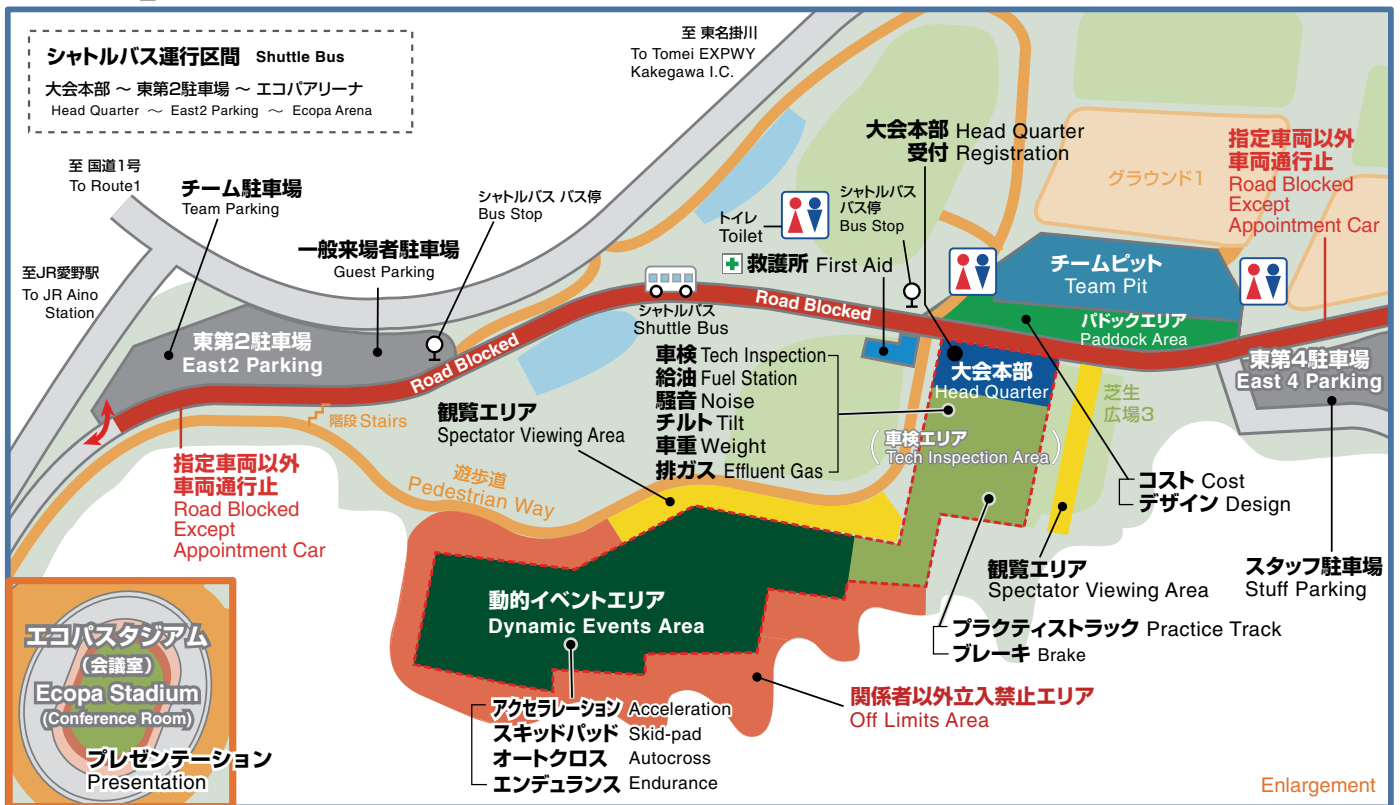 シャトルバス運行区間 Shuttle Bus
大会本部 ～ 東第2駐車場 ～ エコパアリーナ
Head Quarter ～ East2 Parking ～ Ecopa Arena
至 東名掛川
To Tomei EXPWY
Kakegawa I.C.
至 国道1号
To Route1
チーム駐車場
Team Parking
シャトルバス バス停
Bus Stop
一般来場者駐車場
Guest Parking
至JR愛野駅
To JR Aino
Station
東第2駐車場
East2 Parking
大会本部 Head Quarter
受付 Registration
シャトルバス
バス停
Bus Stop
トイレ
Toilet
救護所 First Aid
グラウンド1
指定車両以外
車両通行止
Road Blocked
Except
Appointment Car
チームピット
Team Pit
パドックエリア
Paddock Area
Road Blocked
シャトルバス
Shuttle Bus
Road Blocked
東第4駐車場
East 4 Parking
車検 Tech Inspection
給油 Fuel Station
騒音 Noise
チルト Tilt
車重 Weight
排ガス Effluent Gas
大会本部
Head Quarter
芝生
広場3
階段 Stairs
観覧エリア
Spectator Viewing Area
(車検エリア
Tech Inspection Area)
指定車両以外
車両通行止
Road Blocked
Except
Appointment Car
遊歩道
Pedestrian Way
コスト Cost
デザイン Design
観覧エリア
Spectator Viewing Area
スタッフ駐車場
Stuff Parking
動的イベントエリア
Dynamic Events Area
プラクティストラック Practice Track
ブレーキ Brake
エコパスタジアム
(会議室)
Ecopa Stadium
(Conference Room)
プレゼンテーション
Presentation
アクセラレーション Acceleration
スキッドパッド Skid-pad
オートクロス Autocross
エンデュランス Endurance
関係者以外立入禁止エリア
Off Limits Area
Enlargement